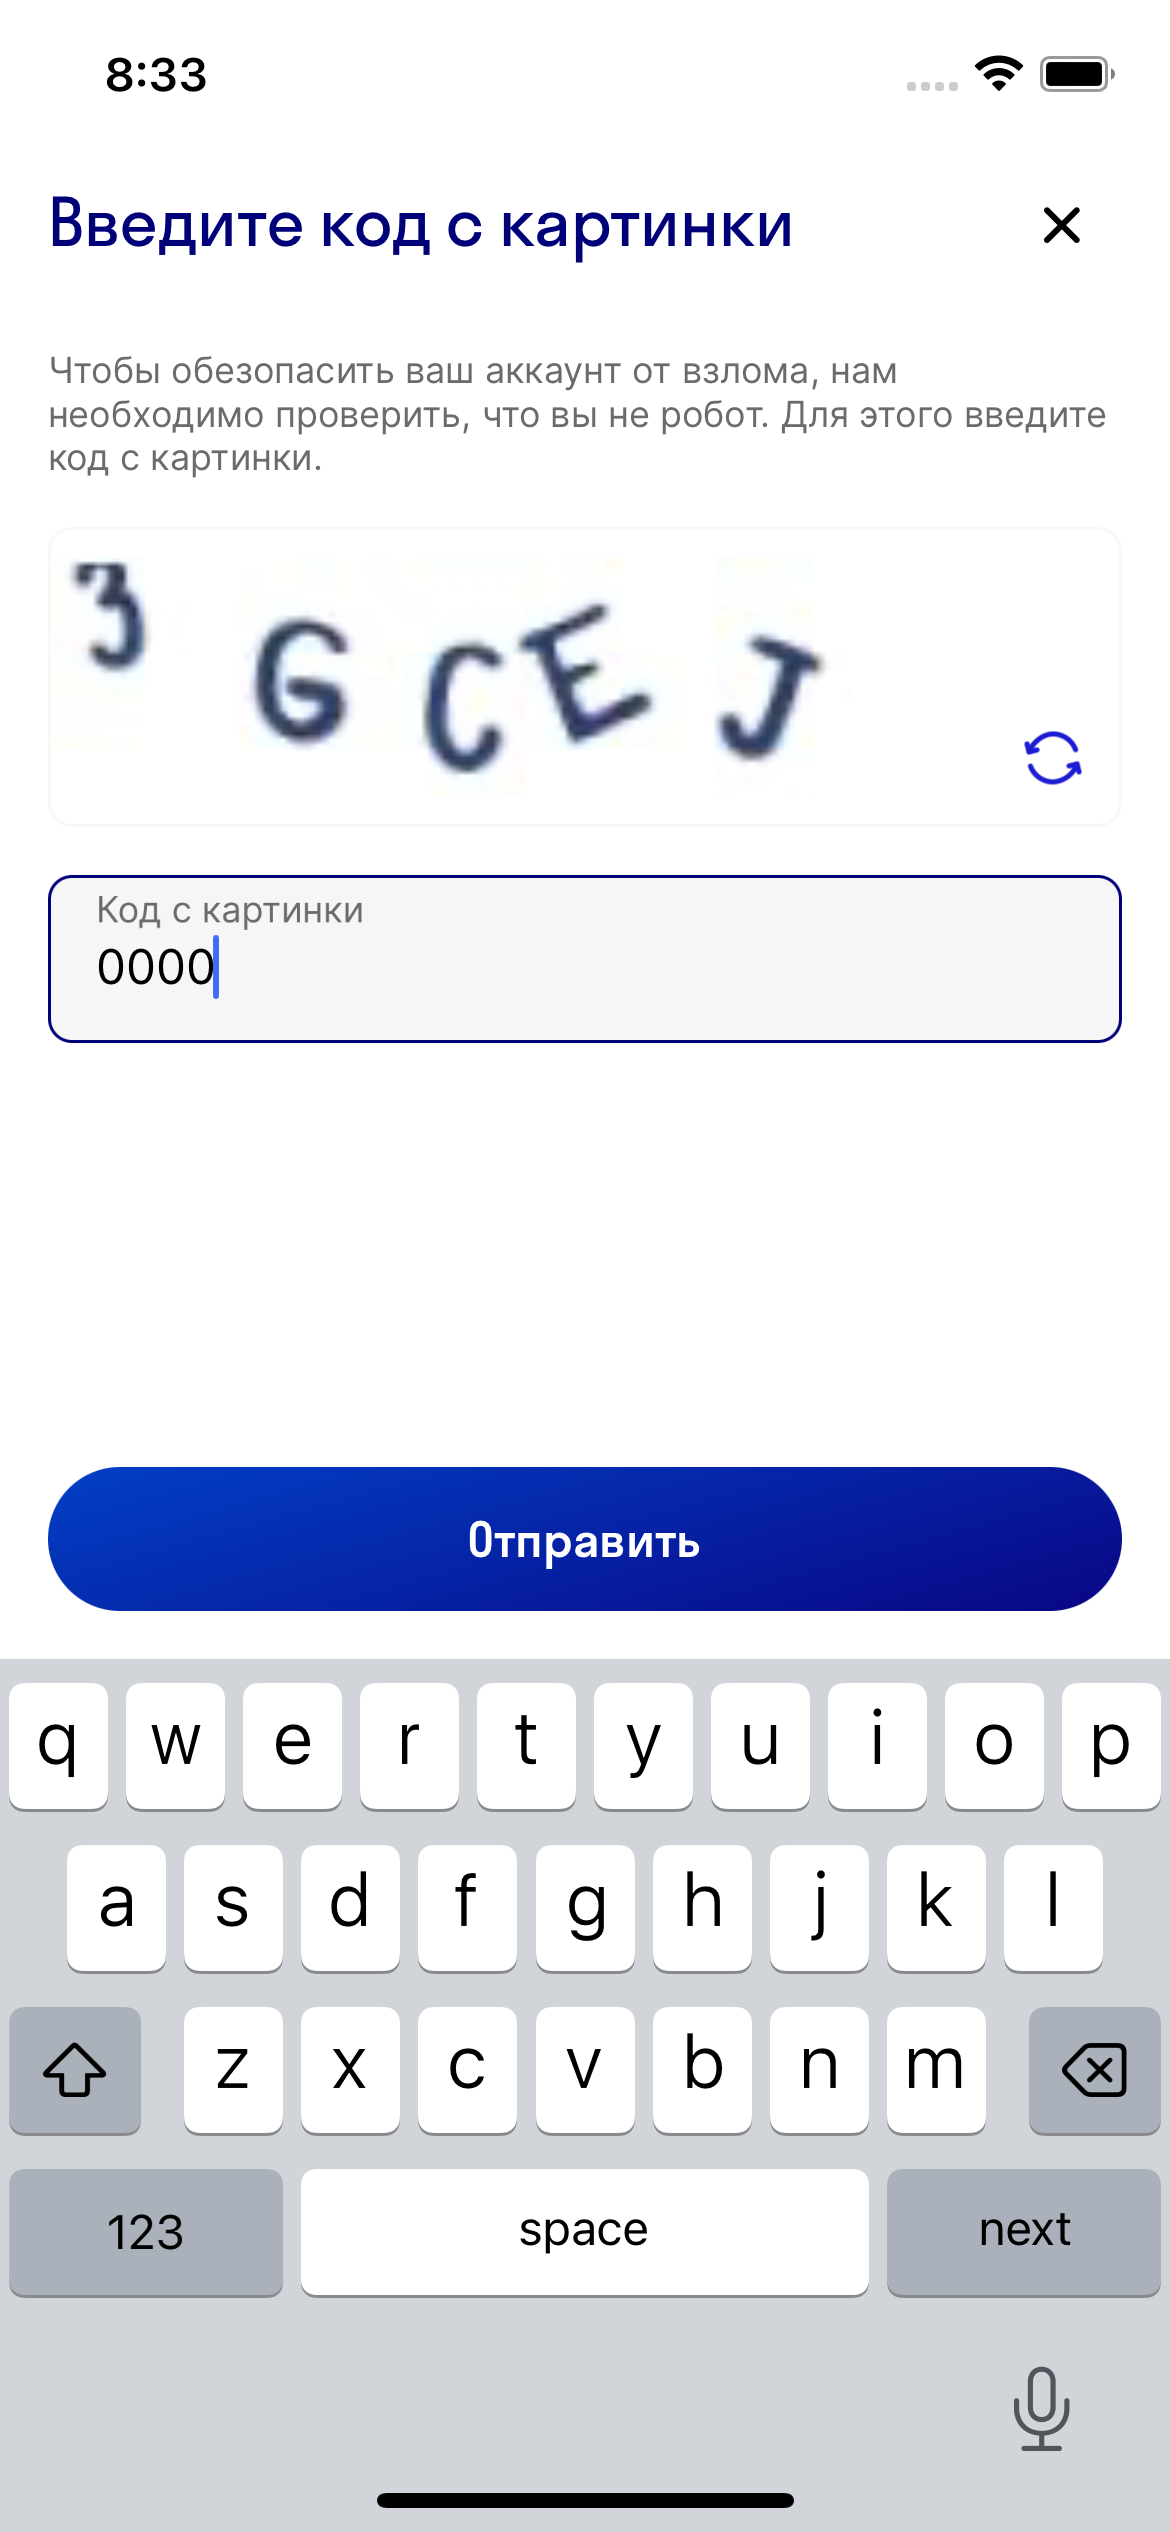 8:33
Введите код с картинки
Чтобы обезопасить ваш аккаунт от взлома, нам
необходимо проверить, что вы не робот. Для этого введите
код с картинки.
3 G C E J
Код с картинки
0000
Отправить
q w e r t y u i o p
a s d f g h j k l
z x c v b n m
123 space next